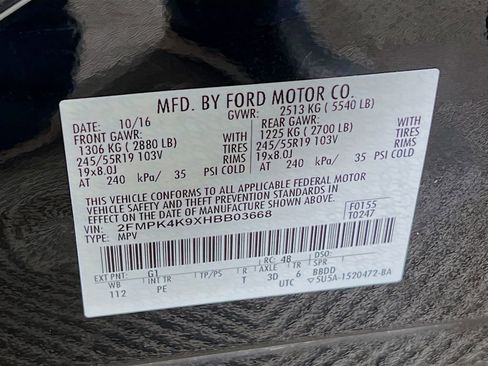 MFD. BY FORD MOTOR CO.
DATE: 10/16 GVWR: 2513 KG ( 5540 LB)
FRONT GAWR: REAR GAWR:
1306 KG ( 2880 LB) WITH 1225 KG ( 2700 LB) WITH
245/55R19 103V TIRES 245/55R19 103V TIRES
19x8.0J RIMS 19x8.0J RIMS
AT 240 kPa/ 35 PSI COLD AT 240 kPa/ 35 PSI COLD
THIS VEHICLE CONFORMS TO ALL APPLICABLE FEDERAL MOTOR
VEHICLE SAFETY AND THEFT PREVENTION STANDARDS IN
EFFECT ON THE DATE OF MANUFACTURE SHOWN ABOVE.
VIN: 2FMPK4K9XHBB03668 F0155
TYPE: MPV T0247
EXT PNT: G1 RC: 48 DSO:
WB INT TR TP/PS R AXLE TR BBDD
112 PE T 3D 6 UTC ▽5U5A-1520472-BA